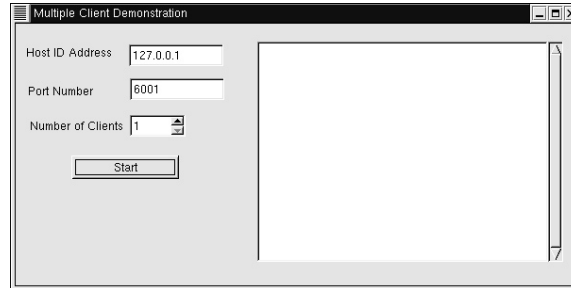 Multiple Client Demonstration
Host ID Address 127.0.0.1
Port Number 6001
Number of Clients 1
Start